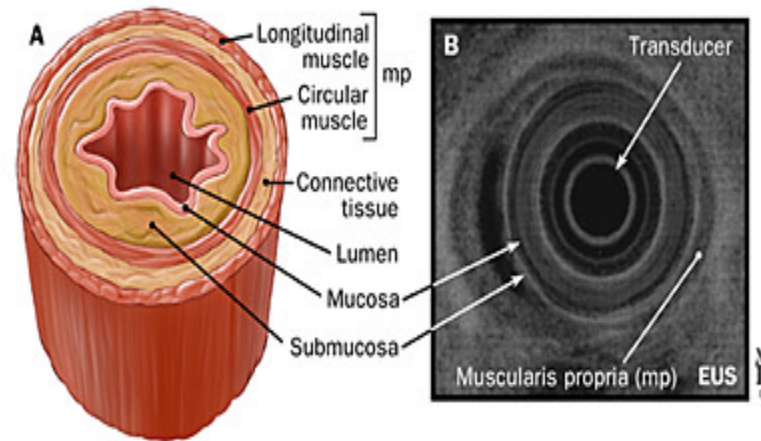 A
Longitudinal
muscle
Circular
muscle
mp
Connective
tissue
Lumen
Mucosa
Submucosa
B
Transducer
Muscularis propria (mp)
EUS